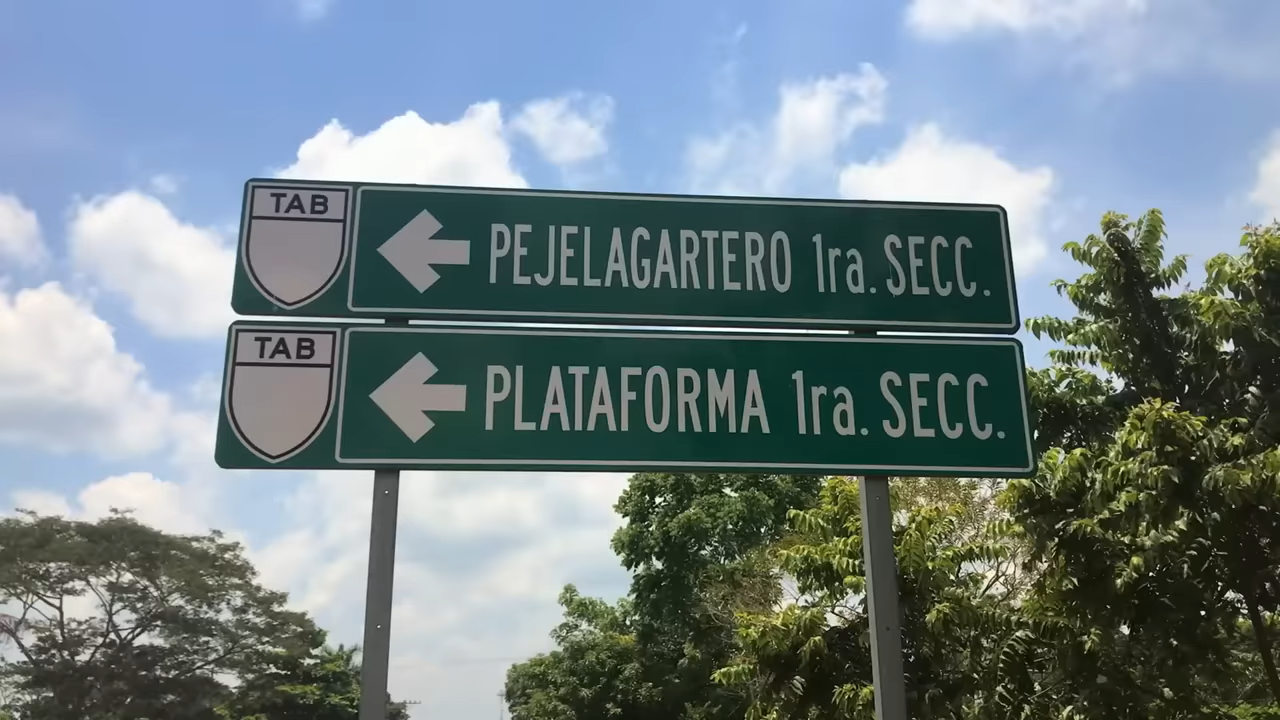 TAB
PEJELAGARTERO 1ra. SECC.
TAB
PLATAFORMA 1ra. SECC.